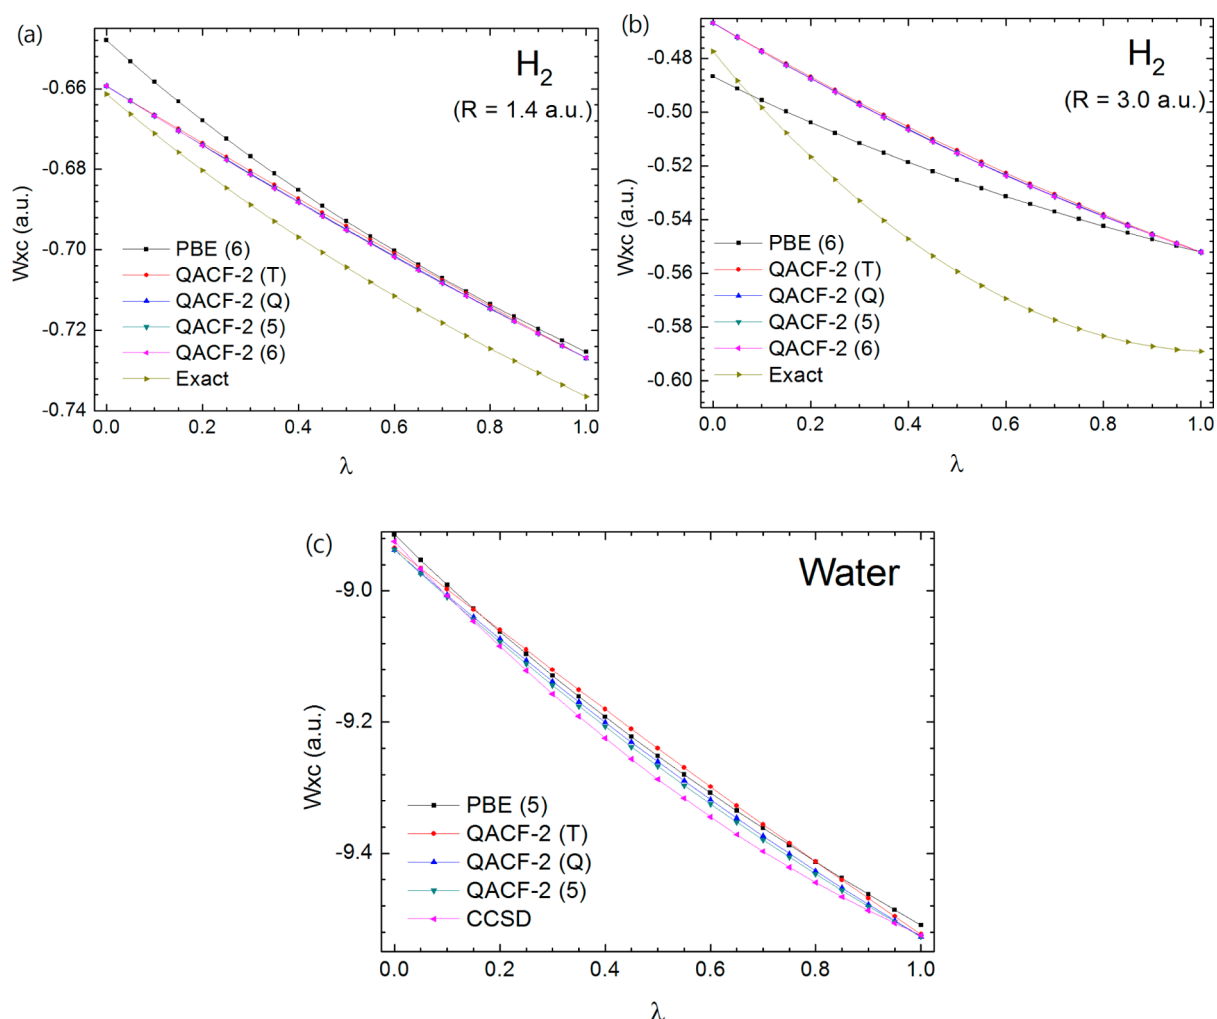 (a)
H2
(R = 1.4 a.u.)
Wxc (a.u.)
-0.66
-0.68
-0.70
-0.72
-0.74
PBE (6)
QACF-2 (T)
QACF-2 (Q)
QACF-2 (5)
QACF-2 (6)
Exact
0.0 0.2 0.4 0.6 0.8 1.0
λ
(b)
H2
(R = 3.0 a.u.)
Wxc (a.u.)
-0.48
-0.50
-0.52
-0.54
-0.56
-0.58
-0.60
PBE (6)
QACF-2 (T)
QACF-2 (Q)
QACF-2 (5)
QACF-2 (6)
Exact
0.0 0.2 0.4 0.6 0.8 1.0
λ
(c)
Water
Wxc (a.u.)
-9.0
-9.2
-9.4
PBE (5)
QACF-2 (T)
QACF-2 (Q)
QACF-2 (5)
CCSD
0.0 0.2 0.4 0.6 0.8 1.0
λ